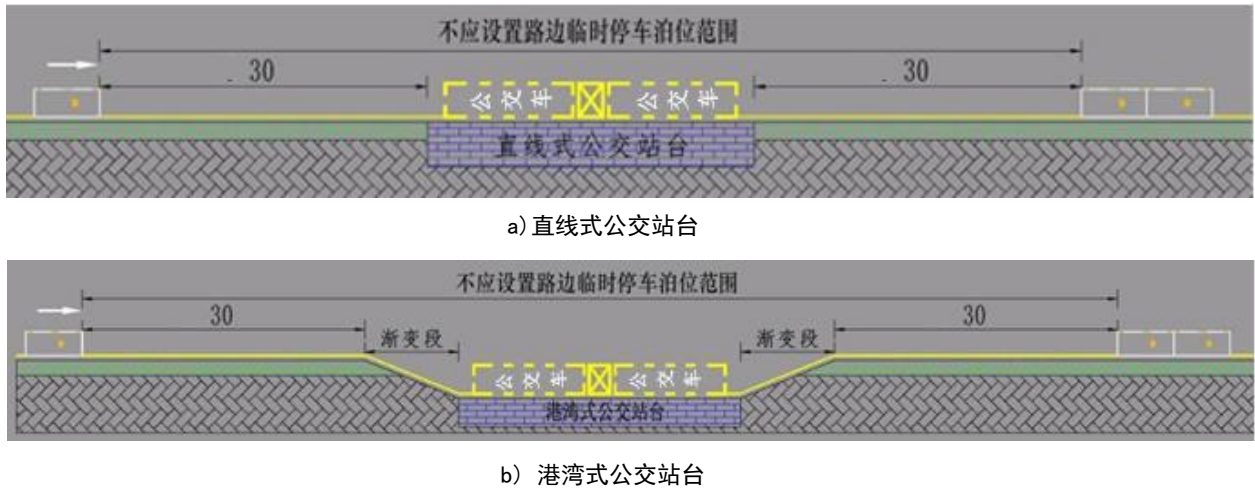 不应设置路边临时停车泊位范围
30
30
公交车
公交车
直线式公交站台
a)直线式公交站台
不应设置路边临时停车泊位范围
30
30
渐变段
渐变段
公交车
公交车
港湾式公交站台
b) 港湾式公交站台